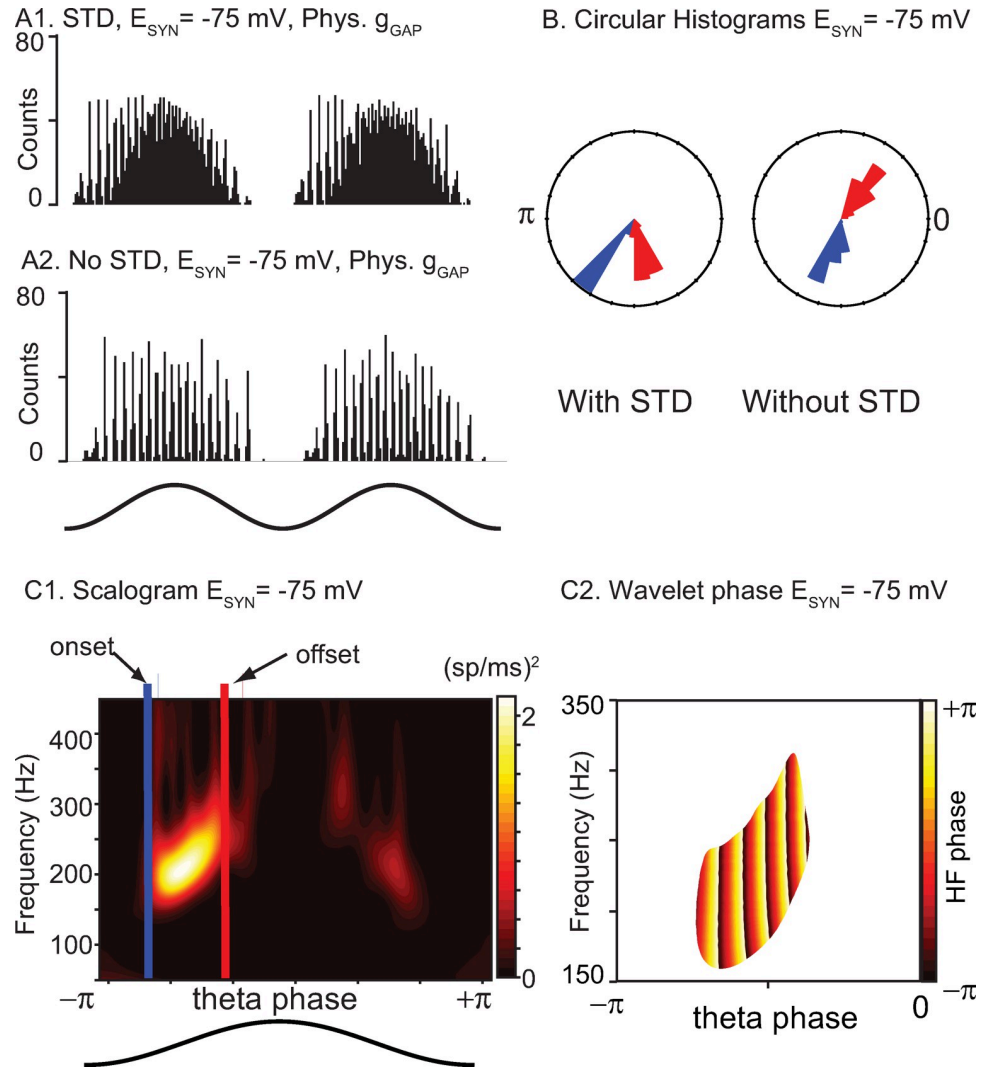 A1. STD, E_SYN= -75 mV, Phys. g_GAP
80
Counts
0
A2. No STD, E_SYN= -75 mV, Phys. g_GAP
80
Counts
0
B. Circular Histograms E_SYN= -75 mV
π
0
With STD
Without STD
C1. Scalogram E_SYN= -75 mV
onset
offset
(sp/ms)²
2
0
400
300
200
100
Frequency (Hz)
−π
theta phase
+π
C2. Wavelet phase E_SYN= -75 mV
350
150
Frequency (Hz)
−π
theta phase
0
+π
HF phase
−π